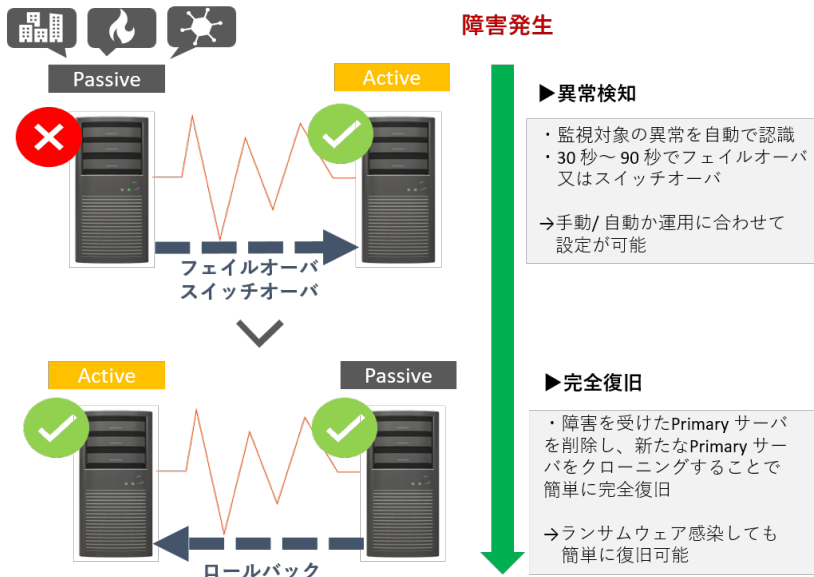 障害発生
Passive
Active
フェイルオーバ
スイッチオーバ
▶異常検知
・監視対象の異常を自動で認識
・30 秒～ 90 秒でフェイルオーバ
又はスイッチオーバ
→手動/ 自動か運用に合わせて
設定が可能
Active
Passive
ロールバック
▶完全復旧
・障害を受けたPrimary サーバ
を削除し、新たなPrimary サー
バをクローニングすることで
簡単に完全復旧
→ランサムウェア感染しても
簡単に復旧可能